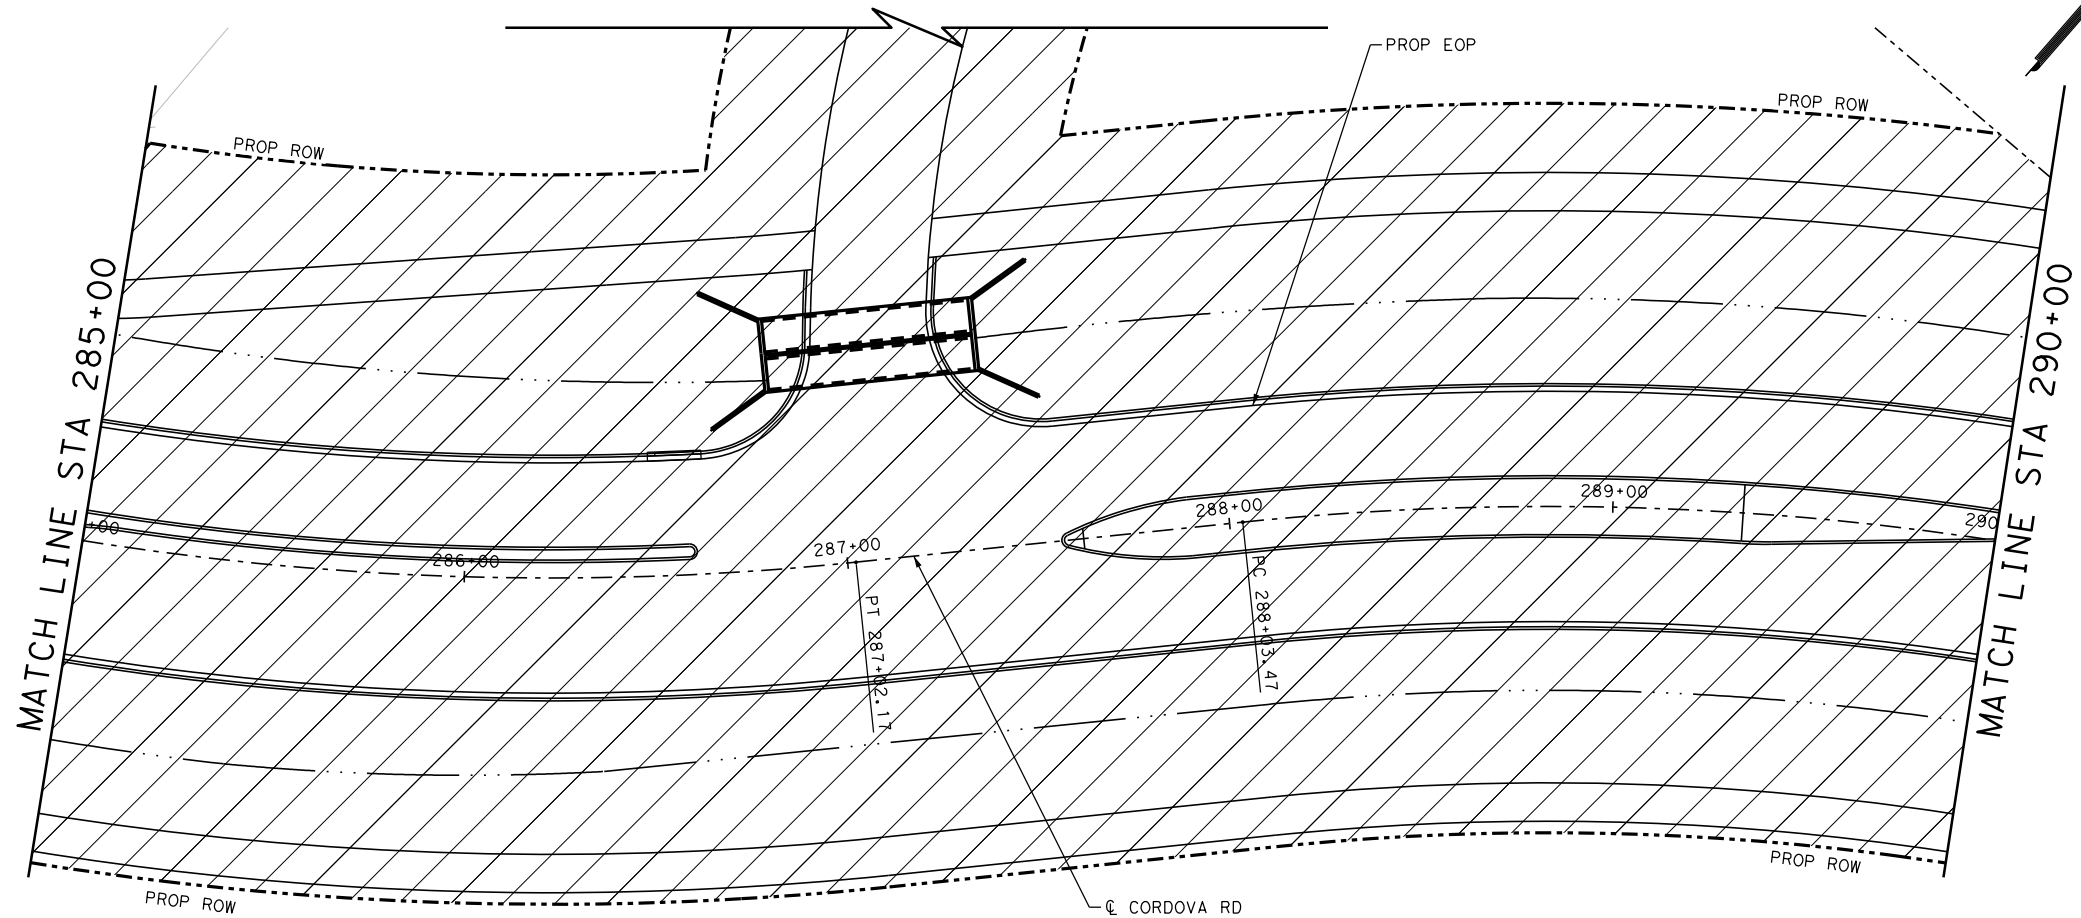 PROP EOP
PROP ROW
PROP ROW
MATCH LINE STA 285+00
MATCH LINE STA 290+00
289+00
288+00
290
+00
287+00
286+00
PC 288+03.47
PT 287+02.17
PROP ROW
PROP ROW
℄ CORDOVA RD